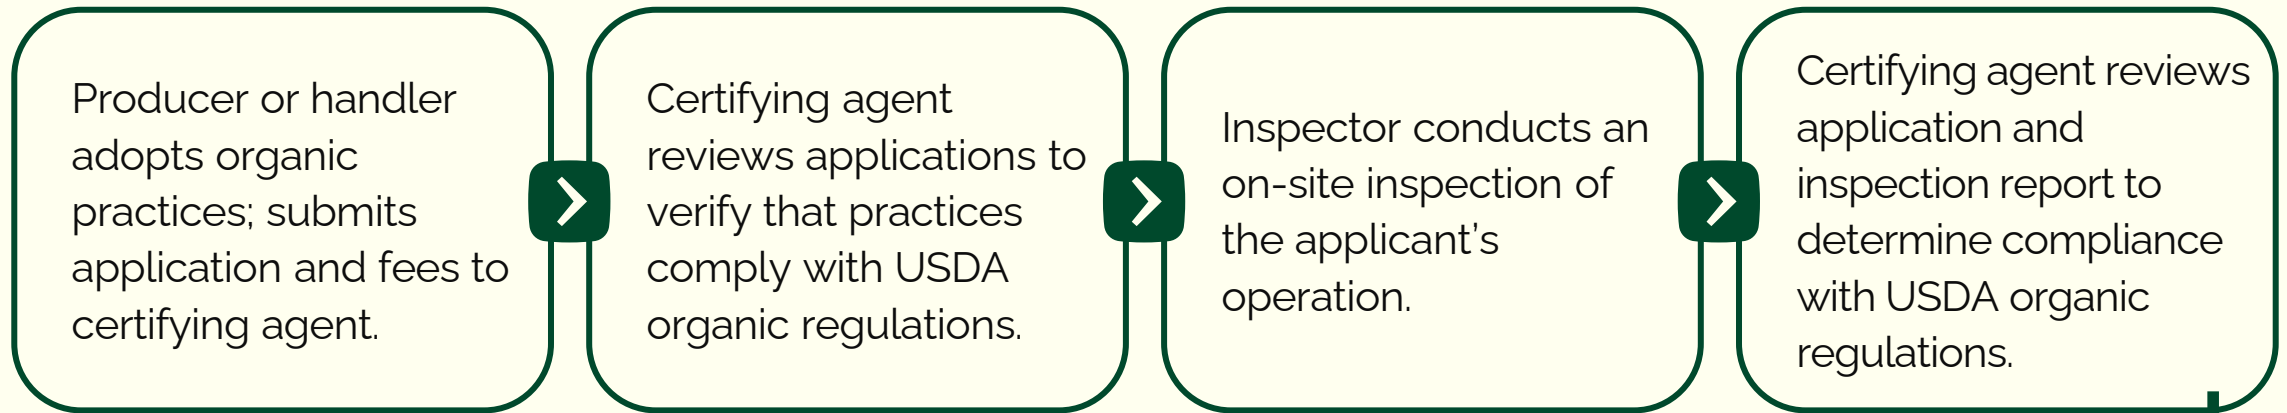 Producer or handler
adopts organic
practices; submits
application and fees to
certifying agent.
Certifying agent
reviews applications to
verify that practices
comply with USDA
organic regulations.
Inspector conducts an
on-site inspection of
the applicant’s
operation.
Certifying agent reviews
application and
inspection report to
determine compliance
with USDA organic
regulations.